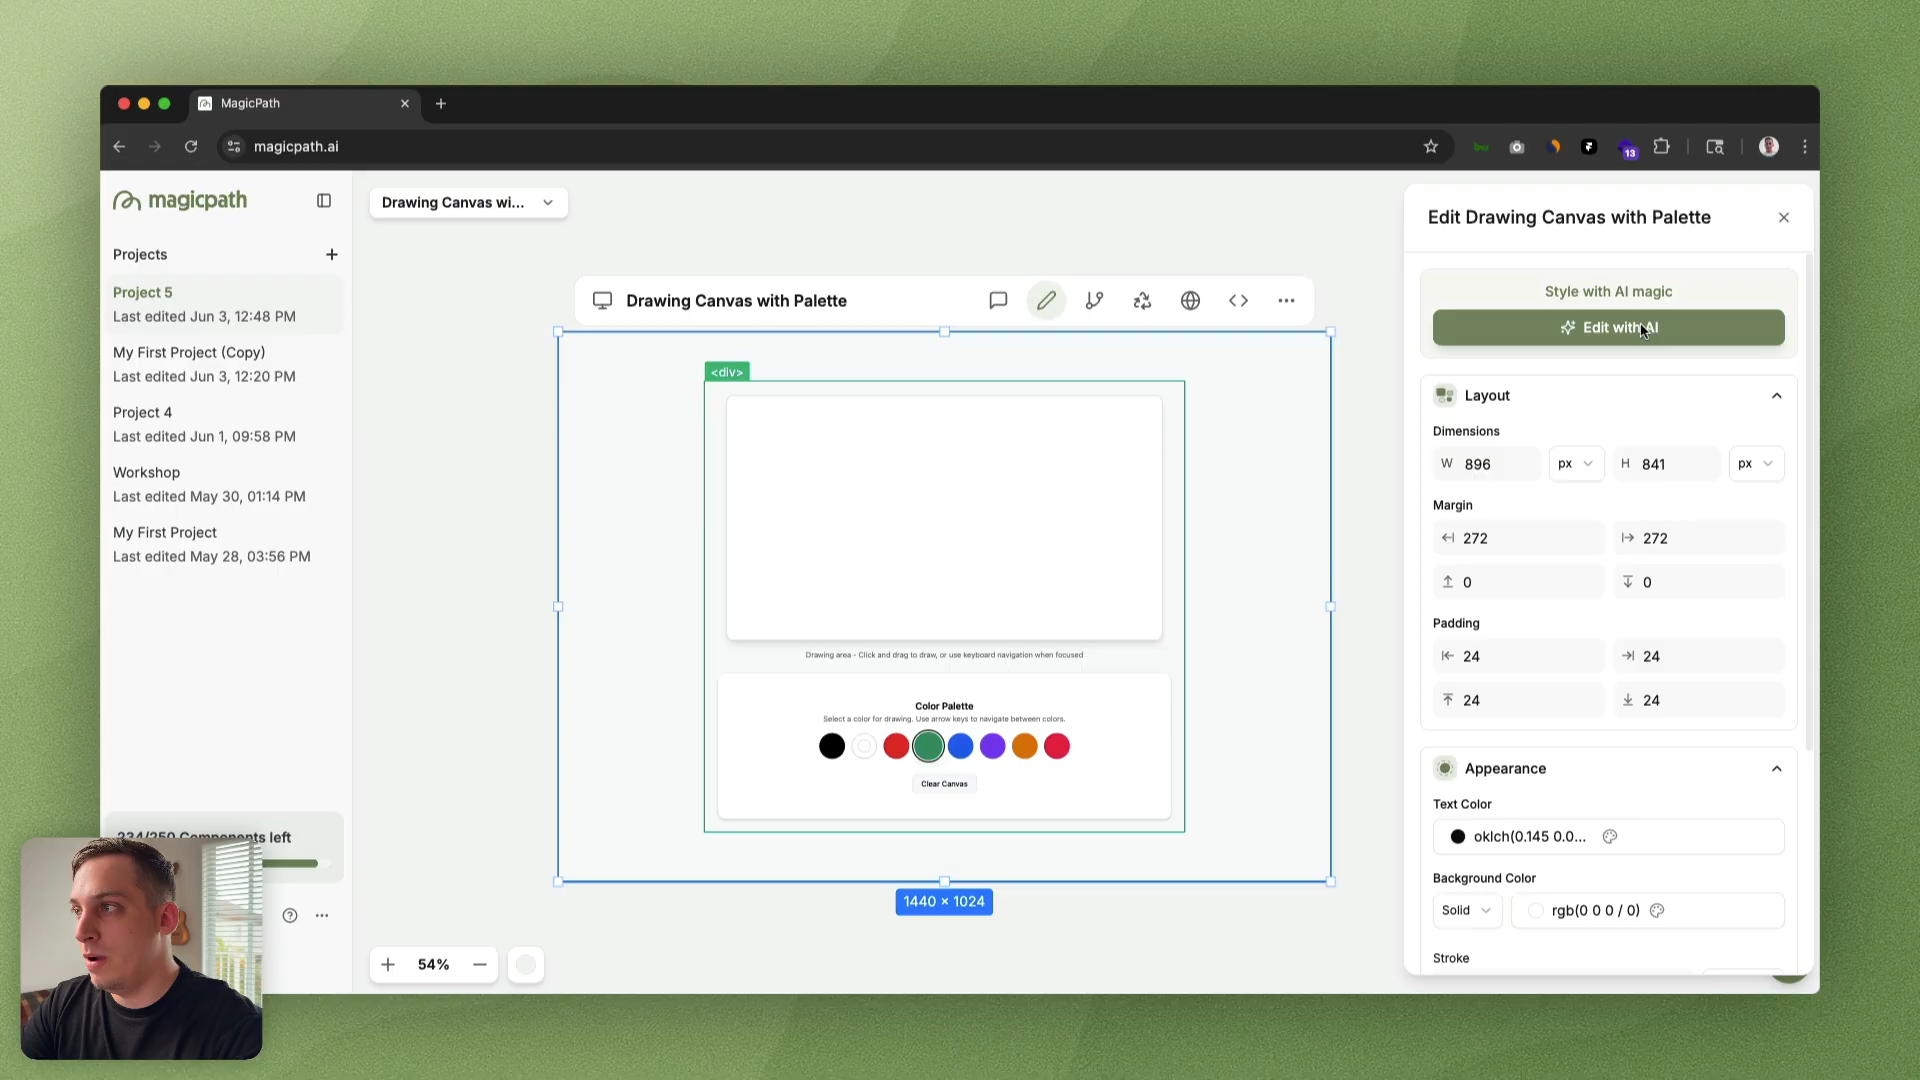 MagicPath
magicpath.ai
13
magicpath
Projects
Project 5
Last edited Jun 3, 12:48 PM
My First Project (Copy)
Last edited Jun 3, 12:20 PM
Project 4
Last edited Jun 1, 09:58 PM
Workshop
Last edited May 30, 01:14 PM
My First Project
Last edited May 28, 03:56 PM
234/250 Components left
Drawing Canvas wi...
Drawing Canvas with Palette
<div>
Drawing area - Click and drag to draw, or use keyboard navigation when focused
Color Palette
Select a color for drawing. Use arrow keys to navigate between colors.
Clear Canvas
1440 × 1024
54%
Edit Drawing Canvas with Palette
Style with AI magic
Edit with AI
Layout
Dimensions
W 896 px H 841 px
Margin
272 272
0 0
Padding
24 24
24 24
Appearance
Text Color
oklch(0.145 0.0...
Background Color
Solid rgb(0 0 0 / 0)
Stroke